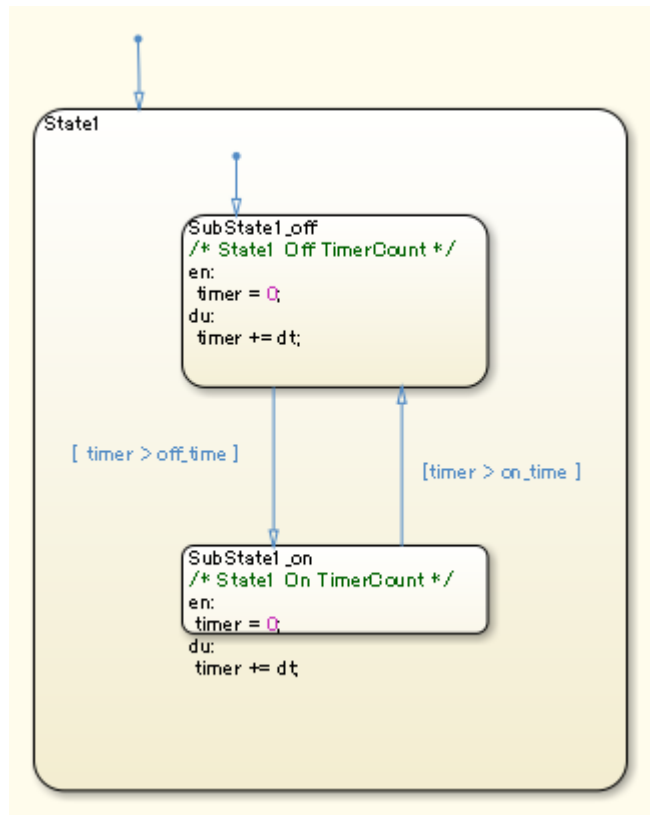 State1
SubState1_off
/* State1 Off TimerCount */
en:
timer = 0;
du:
timer += dt;
[ timer > off_time ]
[timer > on_time ]
SubState1_on
/* State1 On TimerCount */
en:
timer = 0;
du:
timer += dt;